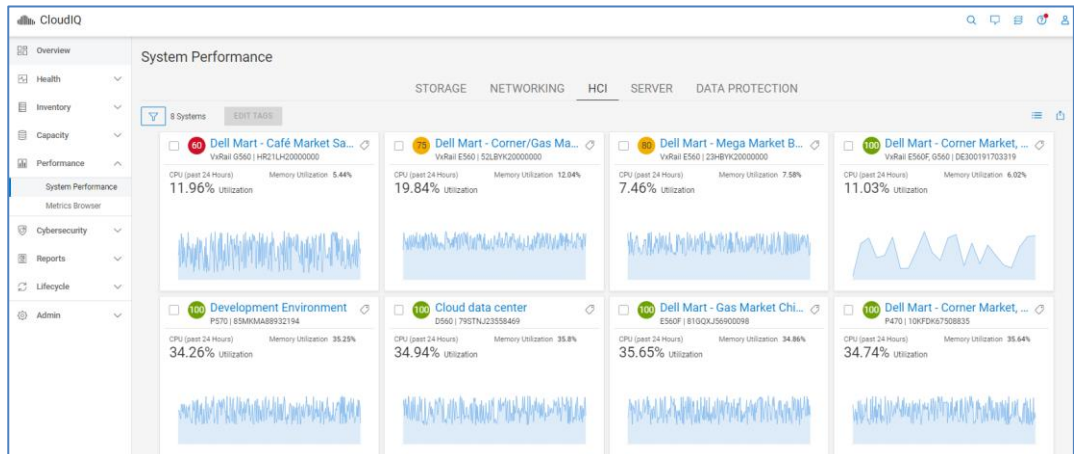 CloudIQ
Overview
Health
Inventory
Capacity
Performance
System Performance
Metrics Browser
Cybersecurity
Reports
Lifecycle
Admin
System Performance
STORAGE NETWORKING HCI SERVER DATA PROTECTION
8 Systems EDIT TAGS
60 Dell Mart - Café Market Sa...
VxRail G560 | HR21LH20000000
CPU (past 24 Hours) Memory Utilization 5.44%
11.96% Utilization
75 Dell Mart - Corner/Gas Ma...
VxRail E560 | 52LBYK20000000
CPU (past 24 Hours) Memory Utilization 12.04%
19.84% Utilization
80 Dell Mart - Mega Market B...
VxRail E560 | 23HBYK20000000
CPU (past 24 Hours) Memory Utilization 7.58%
7.46% Utilization
100 Dell Mart - Corner Market, ...
VxRail E560F, G560 | DE300191703319
CPU (past 24 Hours) Memory Utilization 6.02%
11.03% Utilization
100 Development Environment
P570 | 85MKMA88932194
CPU (past 24 Hours) Memory Utilization 35.25%
34.26% Utilization
100 Cloud data center
D560 | 79STNJ23558469
CPU (past 24 Hours) Memory Utilization 35.8%
34.94% Utilization
100 Dell Mart - Gas Market Chi...
E560F | 81GQXJ56900098
CPU (past 24 Hours) Memory Utilization 34.86%
35.65% Utilization
100 Dell Mart - Corner Market, ...
P470 | 10KFDK67508835
CPU (past 24 Hours) Memory Utilization 35.64%
34.74% Utilization